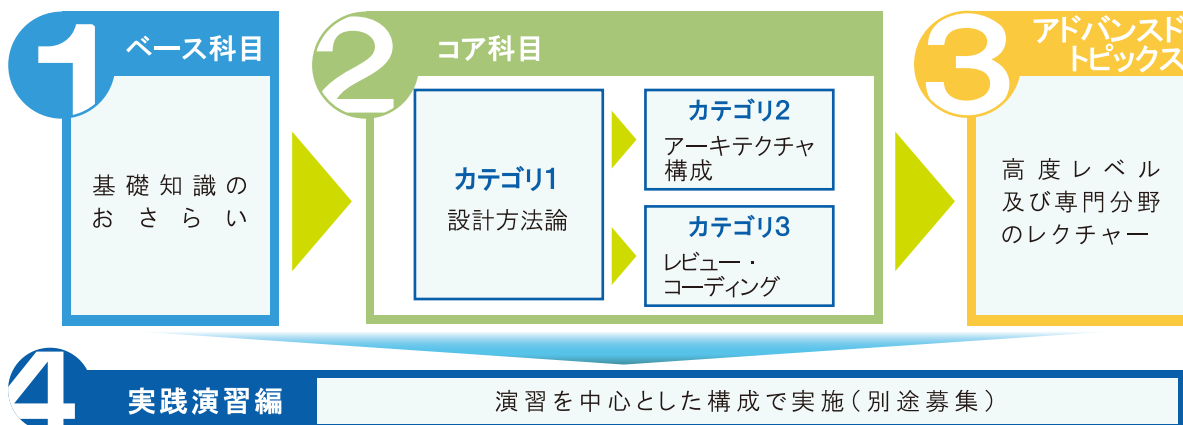 1 ベース科目
基礎知識の
おさらい
2 コア科目
カテゴリ1
設計方法論
カテゴリ2
アーキテクチャ
構成
カテゴリ3
レビュー・
コーディング
3 アドバンスド
トピックス
高度レベル
及び専門分野
のレクチャー
4 実践演習編
演習を中心とした構成で実施(別途募集)